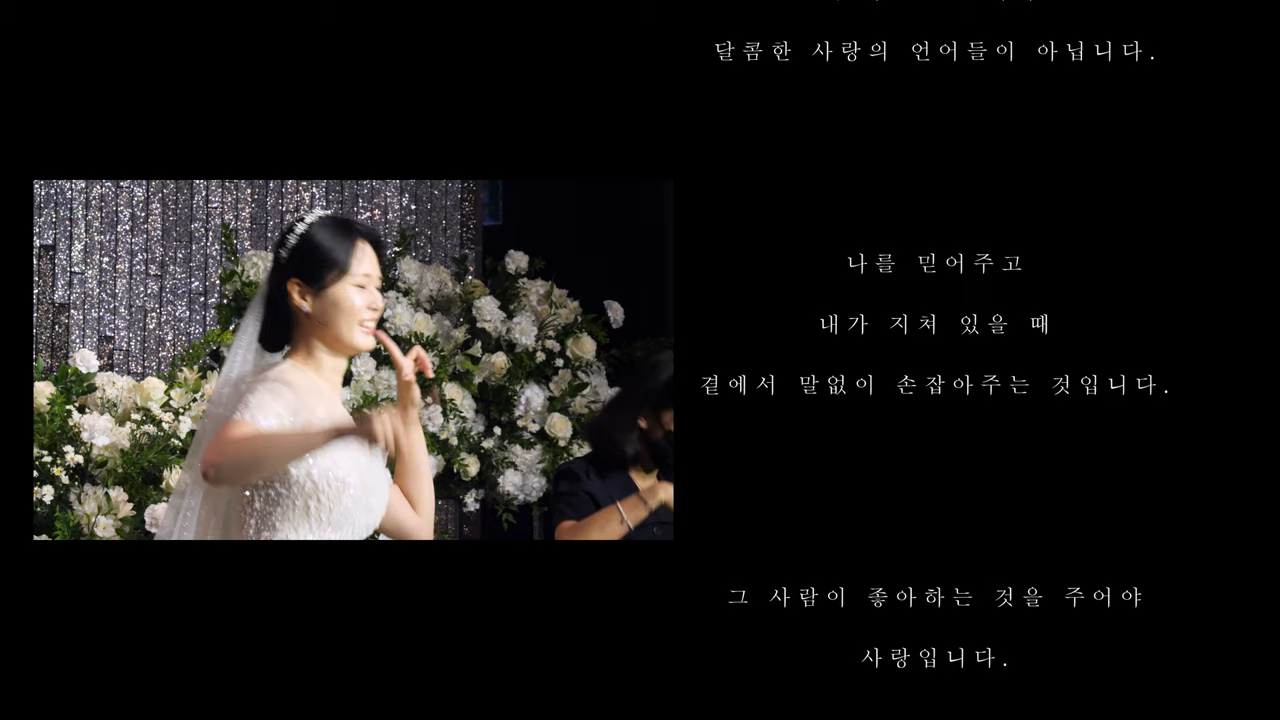 달콤한 사랑의 언어들이 아닙니다.
나를 믿어주고
내가 지쳐 있을 때
곁에서 말없이 손잡아주는 것입니다.
그 사람이 좋아하는 것을 주어야
사랑입니다.